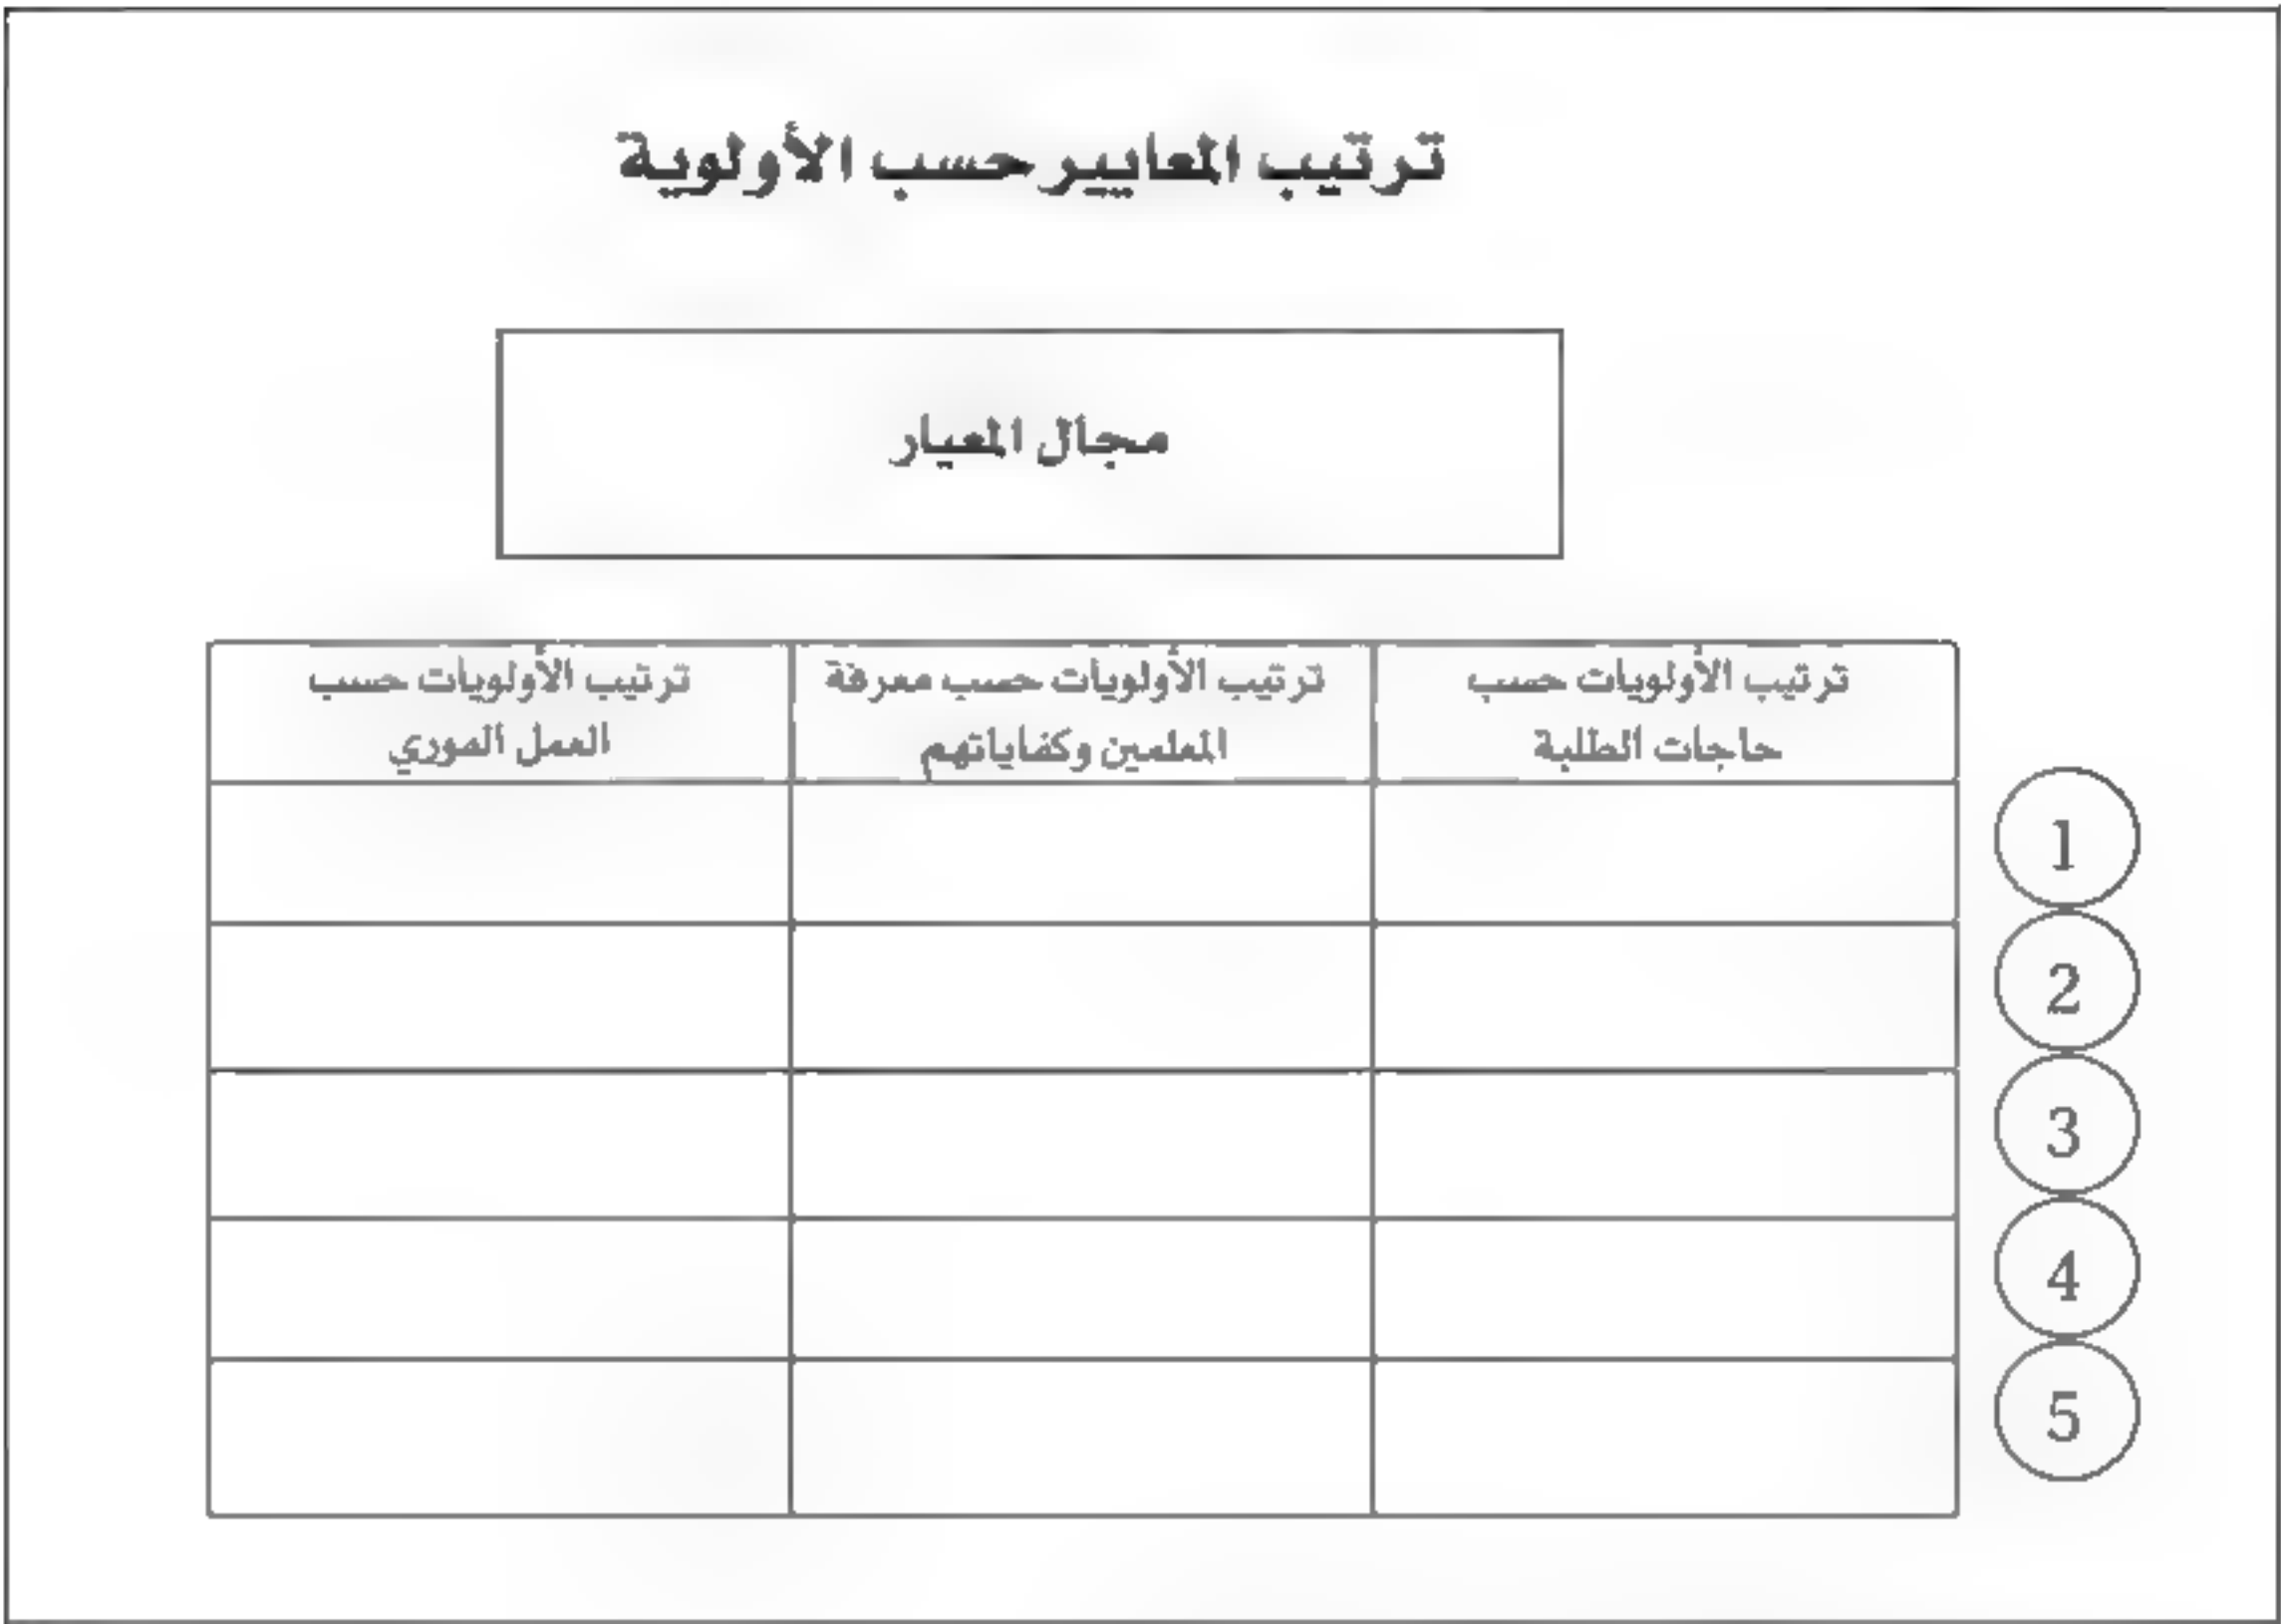 ترتيب المعايير حسب الأولوية
مجال المعيار
ترتيب الأولويات حسب
حاجات الطلبة
ترتيب الأولويات حسب معرفة
المعلمين وكفاياتهم
ترتيب الأولويات حسب
العمل الفوري
1
2
3
4
5